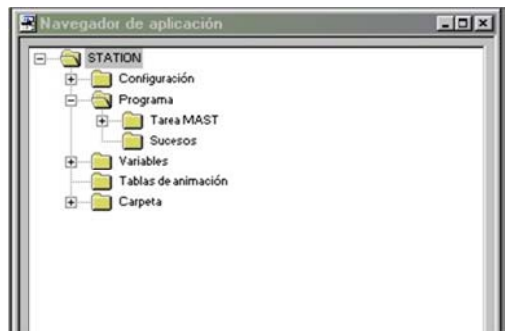 Navegador de aplicación
STATION
Configuración
Programa
Tarea MAST
Sucesos
Variables
Tablas de animación
Carpeta